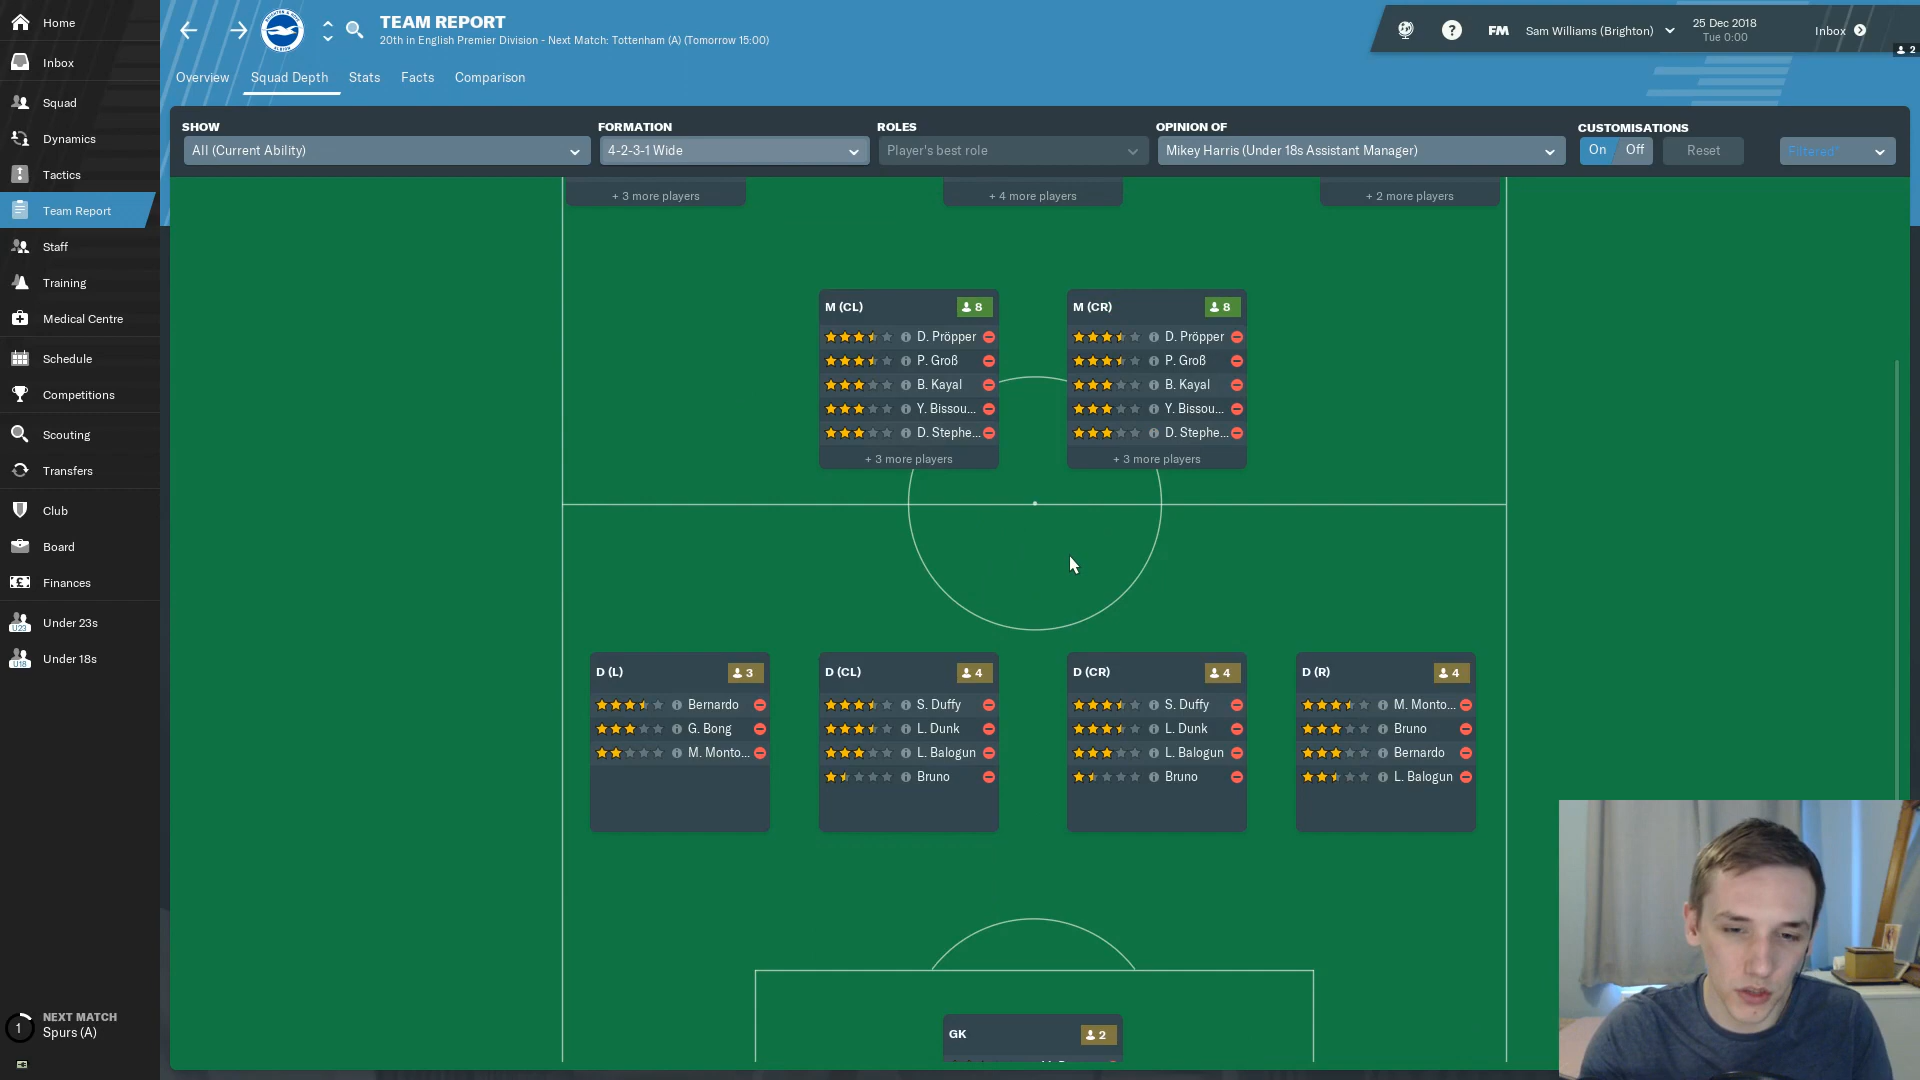 Home
Inbox
Squad
Dynamics
Tactics
Team Report
Staff
Training
Medical Centre
Schedule
Competitions
Scouting
Transfers
Club
Board
Finances
U23
Under 23s
U18
Under 18s
1
NEXT MATCH
Spurs (A)
TEAM REPORT
20th in English Premier Division - Next Match: Tottenham (A) (Tomorrow 15:00)
FM
Sam Williams (Brighton)
25 Dec 2018
Tue 0:00
Inbox
2
Overview
Squad Depth
Stats
Facts
Comparison
SHOW
All (Current Ability)
FORMATION
4-2-3-1 Wide
ROLES
Player's best role
OPINION OF
Mikey Harris (Under 18s Assistant Manager)
CUSTOMISATIONS
On Off
Reset
Filtered*
+ 3 more players
+ 4 more players
+ 2 more players
M (CL) 8
D. Pröpper
P. Groß
B. Kayal
Y. Bissou...
D. Stephe...
+ 3 more players
M (CR) 8
D. Pröpper
P. Groß
B. Kayal
Y. Bissou...
D. Stephe...
+ 3 more players
D (L) 3
Bernardo
G. Bong
M. Monto...
D (CL) 4
S. Duffy
L. Dunk
L. Balogun
Bruno
D (CR) 4
S. Duffy
L. Dunk
L. Balogun
Bruno
D (R) 4
M. Monto...
Bruno
Bernardo
L. Balogun
GK 2